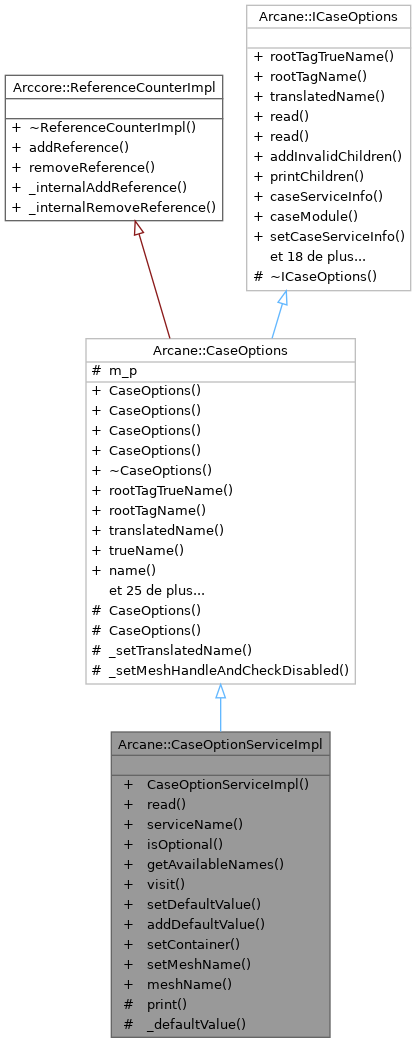 Arcane::ICaseOptions
+ rootTagTrueName()
+ rootTagName()
+ translatedName()
+ read()
+ read()
+ addInvalidChildren()
+ printChildren()
+ caseServiceInfo()
+ caseModule()
+ setCaseServiceInfo()
et 18 de plus...
# ~ICaseOptions()
Arccore::ReferenceCounterImpl
+ ~ReferenceCounterImpl()
+ addReference()
+ removeReference()
+ _internalAddReference()
+ _internalRemoveReference()
Arcane::CaseOptions
# m_p
+ CaseOptions()
+ CaseOptions()
+ CaseOptions()
+ CaseOptions()
+ ~CaseOptions()
+ rootTagTrueName()
+ rootTagName()
+ translatedName()
+ trueName()
+ name()
et 25 de plus...
# CaseOptions()
# CaseOptions()
# _setTranslatedName()
# _setMeshHandleAndCheckDisabled()
Arcane::CaseOptionServiceImpl
+ CaseOptionServiceImpl()
+ read()
+ serviceName()
+ isOptional()
+ getAvailableNames()
+ visit()
+ setDefaultValue()
+ addDefaultValue()
+ setContainer()
+ setMeshName()
+ meshName()
# print()
# _defaultValue()